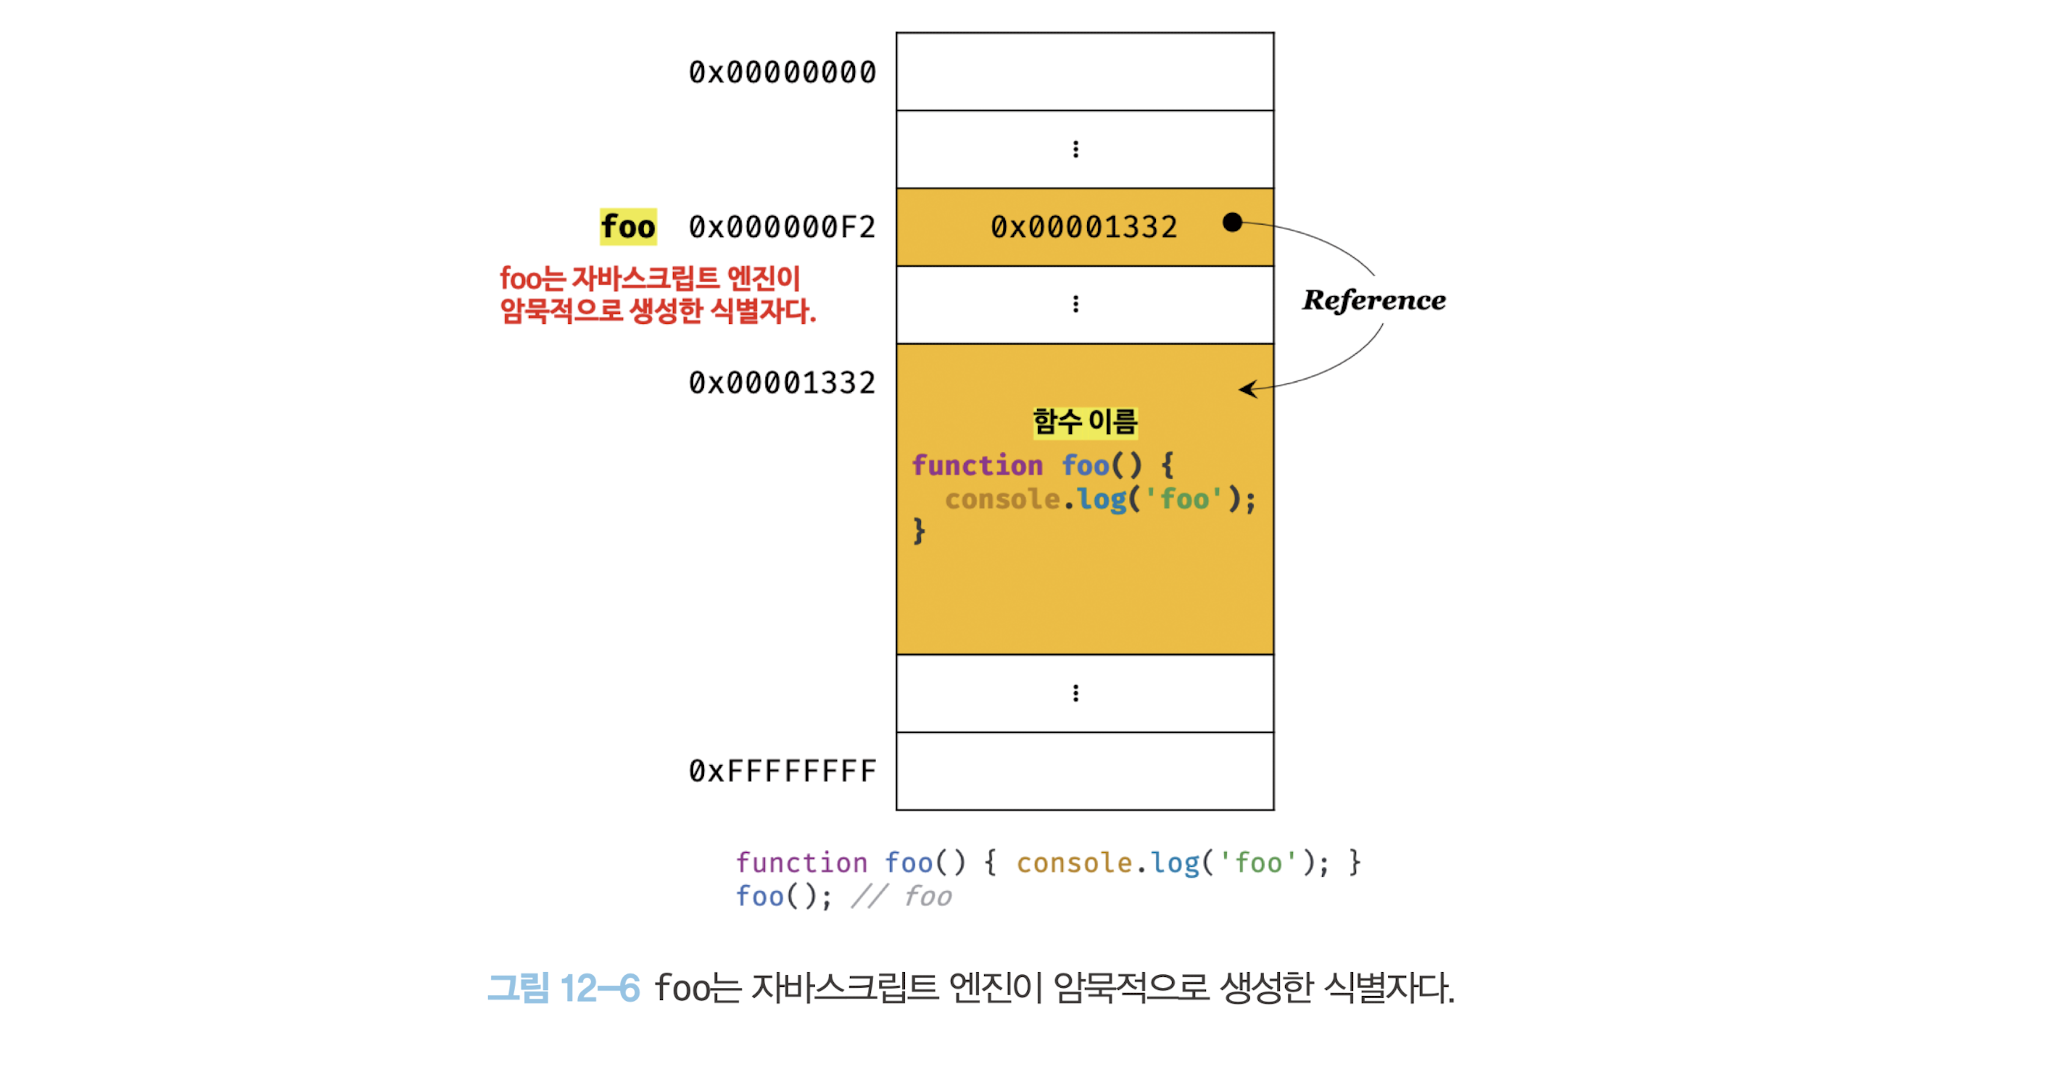 0x00000000
⋮
foo 0x000000F2 0x00001332
foo는 자바스크립트 엔진이
암묵적으로 생성한 식별자다.
⋮
Reference
0x00001332
함수 이름
function foo() {
  console.log('foo');
}
⋮
0xFFFFFFFF
function foo() { console.log('foo'); }
foo(); // foo
그림 12-6 foo는 자바스크립트 엔진이 암묵적으로 생성한 식별자다.